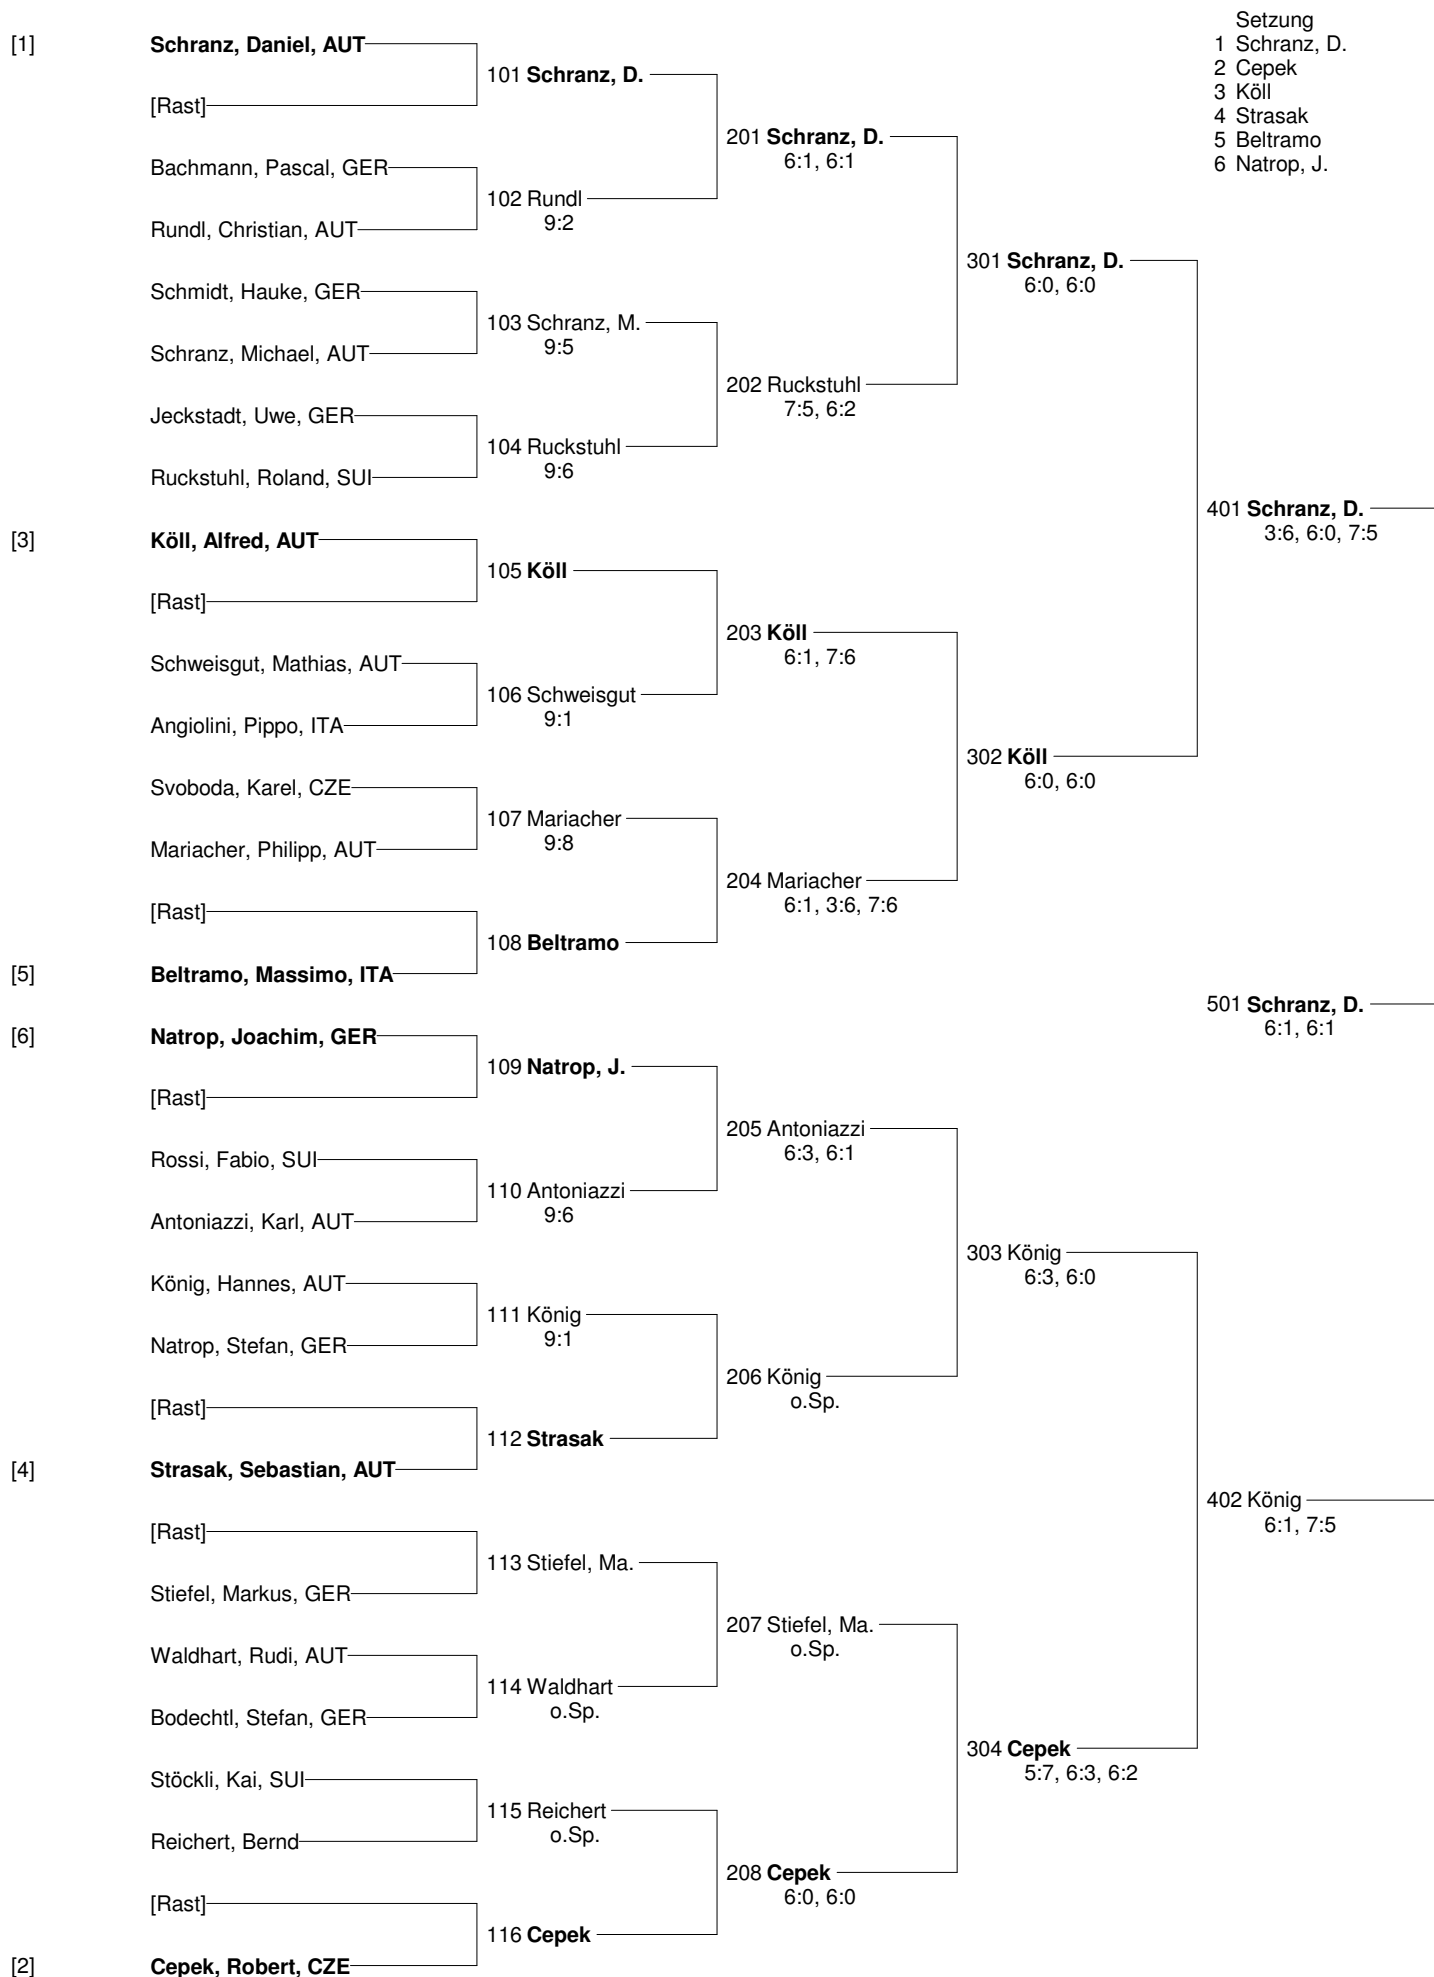 Setzung
1 Schranz, D.
2 Cepek
3 Köll
4 Strasak
5 Beltramo
6 Natrop, J.
[1] Schranz, Daniel, AUT
101 Schranz, D.
[Rast]
201 Schranz, D.
6:1, 6:1
Bachmann, Pascal, GER
102 Rundl
9:2
Rundl, Christian, AUT
301 Schranz, D.
6:0, 6:0
Schmidt, Hauke, GER
103 Schranz, M.
9:5
Schranz, Michael, AUT
202 Ruckstuhl
7:5, 6:2
Jeckstadt, Uwe, GER
104 Ruckstuhl
9:6
Ruckstuhl, Roland, SUI
401 Schranz, D.
3:6, 6:0, 7:5
[3] Köll, Alfred, AUT
105 Köll
[Rast]
203 Köll
6:1, 7:6
Schweisgut, Mathias, AUT
106 Schweisgut
9:1
Angiolini, Pippo, ITA
302 Köll
6:0, 6:0
Svoboda, Karel, CZE
107 Mariacher
9:8
Mariacher, Philipp, AUT
204 Mariacher
6:1, 3:6, 7:6
[Rast]
108 Beltramo
[5] Beltramo, Massimo, ITA
501 Schranz, D.
6:1, 6:1
[6] Natrop, Joachim, GER
109 Natrop, J.
[Rast]
205 Antoniazzi
6:3, 6:1
Rossi, Fabio, SUI
110 Antoniazzi
9:6
Antoniazzi, Karl, AUT
303 König
6:3, 6:0
König, Hannes, AUT
111 König
9:1
Natrop, Stefan, GER
206 König
o.Sp.
[Rast]
112 Strasak
[4] Strasak, Sebastian, AUT
402 König
6:1, 7:5
[Rast]
113 Stiefel, Ma.
Stiefel, Markus, GER
207 Stiefel, Ma.
o.Sp.
Waldhart, Rudi, AUT
114 Waldhart
o.Sp.
Bodechtl, Stefan, GER
304 Cepek
5:7, 6:3, 6:2
Stöckli, Kai, SUI
115 Reichert
o.Sp.
Reichert, Bernd
208 Cepek
6:0, 6:0
[Rast]
116 Cepek
[2] Cepek, Robert, CZE